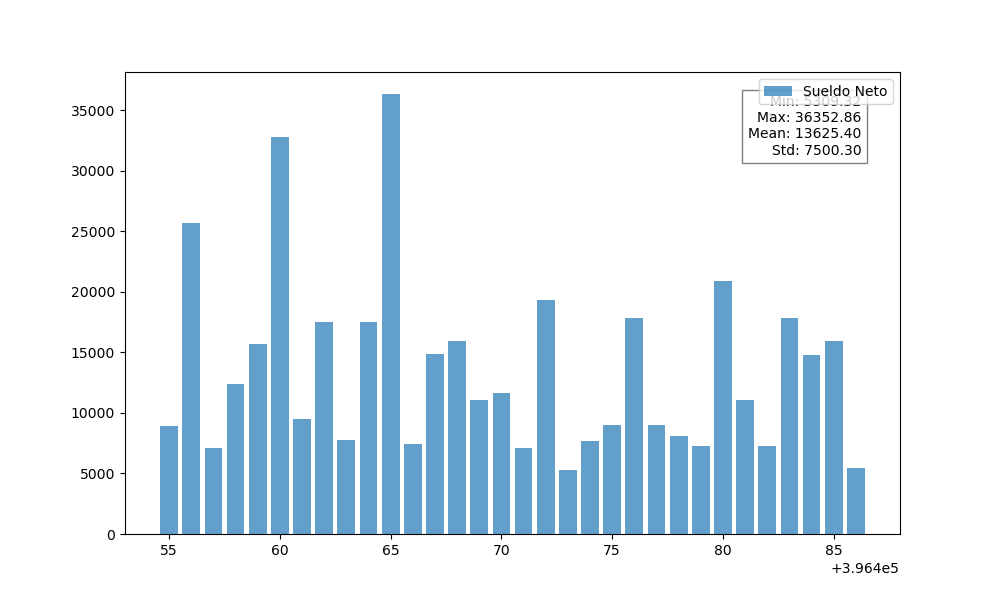 Sueldo Neto
Min: 5309.32
Max: 36352.86
Mean: 13625.40
Std: 7500.30
35000
30000
25000
20000
15000
10000
5000
0
55 60 65 70 75 80 85
+3.964e5